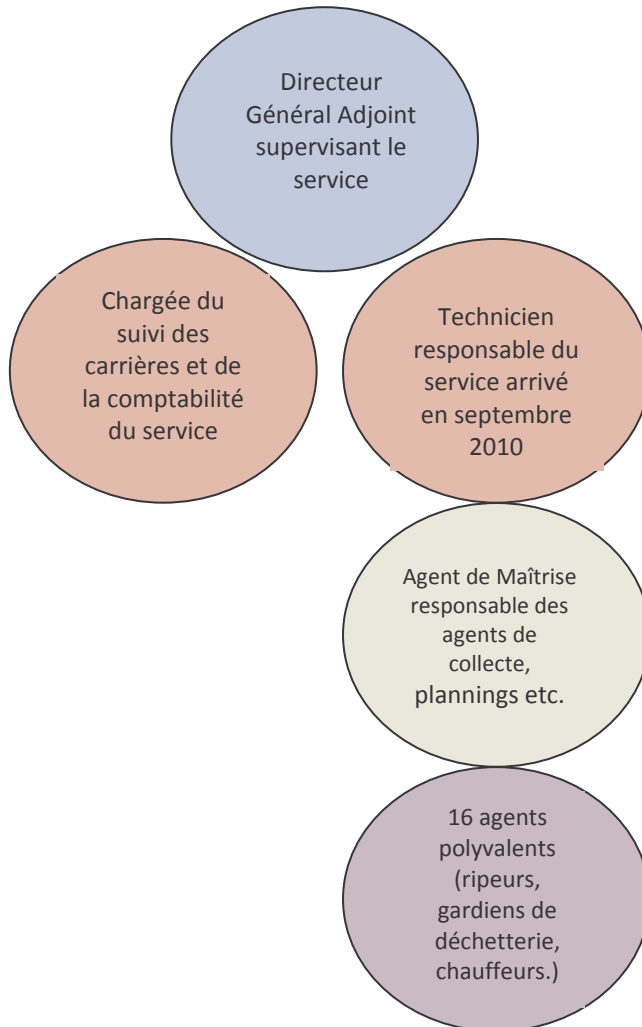 Directeur
Général Adjoint
supervisant le
service
Chargée du
suivi des
carrières et de
la comptabilité
du service
Technicien
responsable du
service arrivé
en septembre
2010
Agent de Maîtrise
responsable des
agents de
collecte,
plannings etc.
16 agents
polyvalents
(ripeurs,
gardiens de
déchetterie,
chauffeurs.)